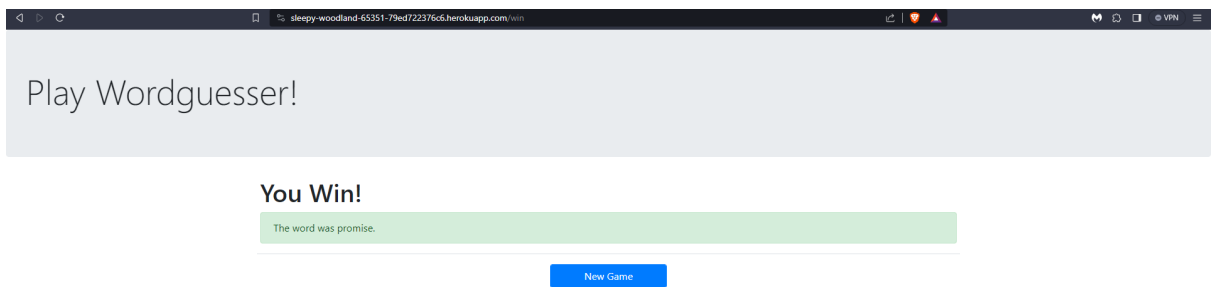 sleepy-woodland-65351-79ed722376c6.herokuapp.com/win
VPN
Play Wordguesser!
You Win!
The word was promise.
New Game